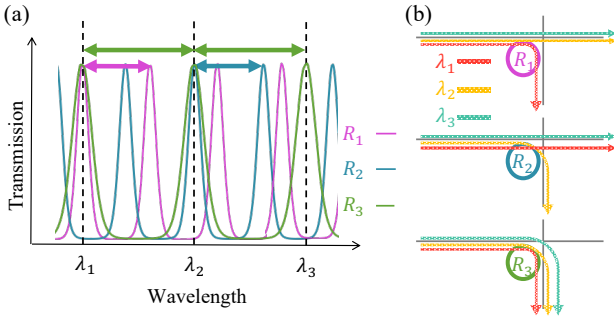 (a)
Transmission
R₁
R₂
R₃
λ₁
λ₂
λ₃
Wavelength
(b)
λ₁
λ₂
λ₃
R₁
R₂
R₃